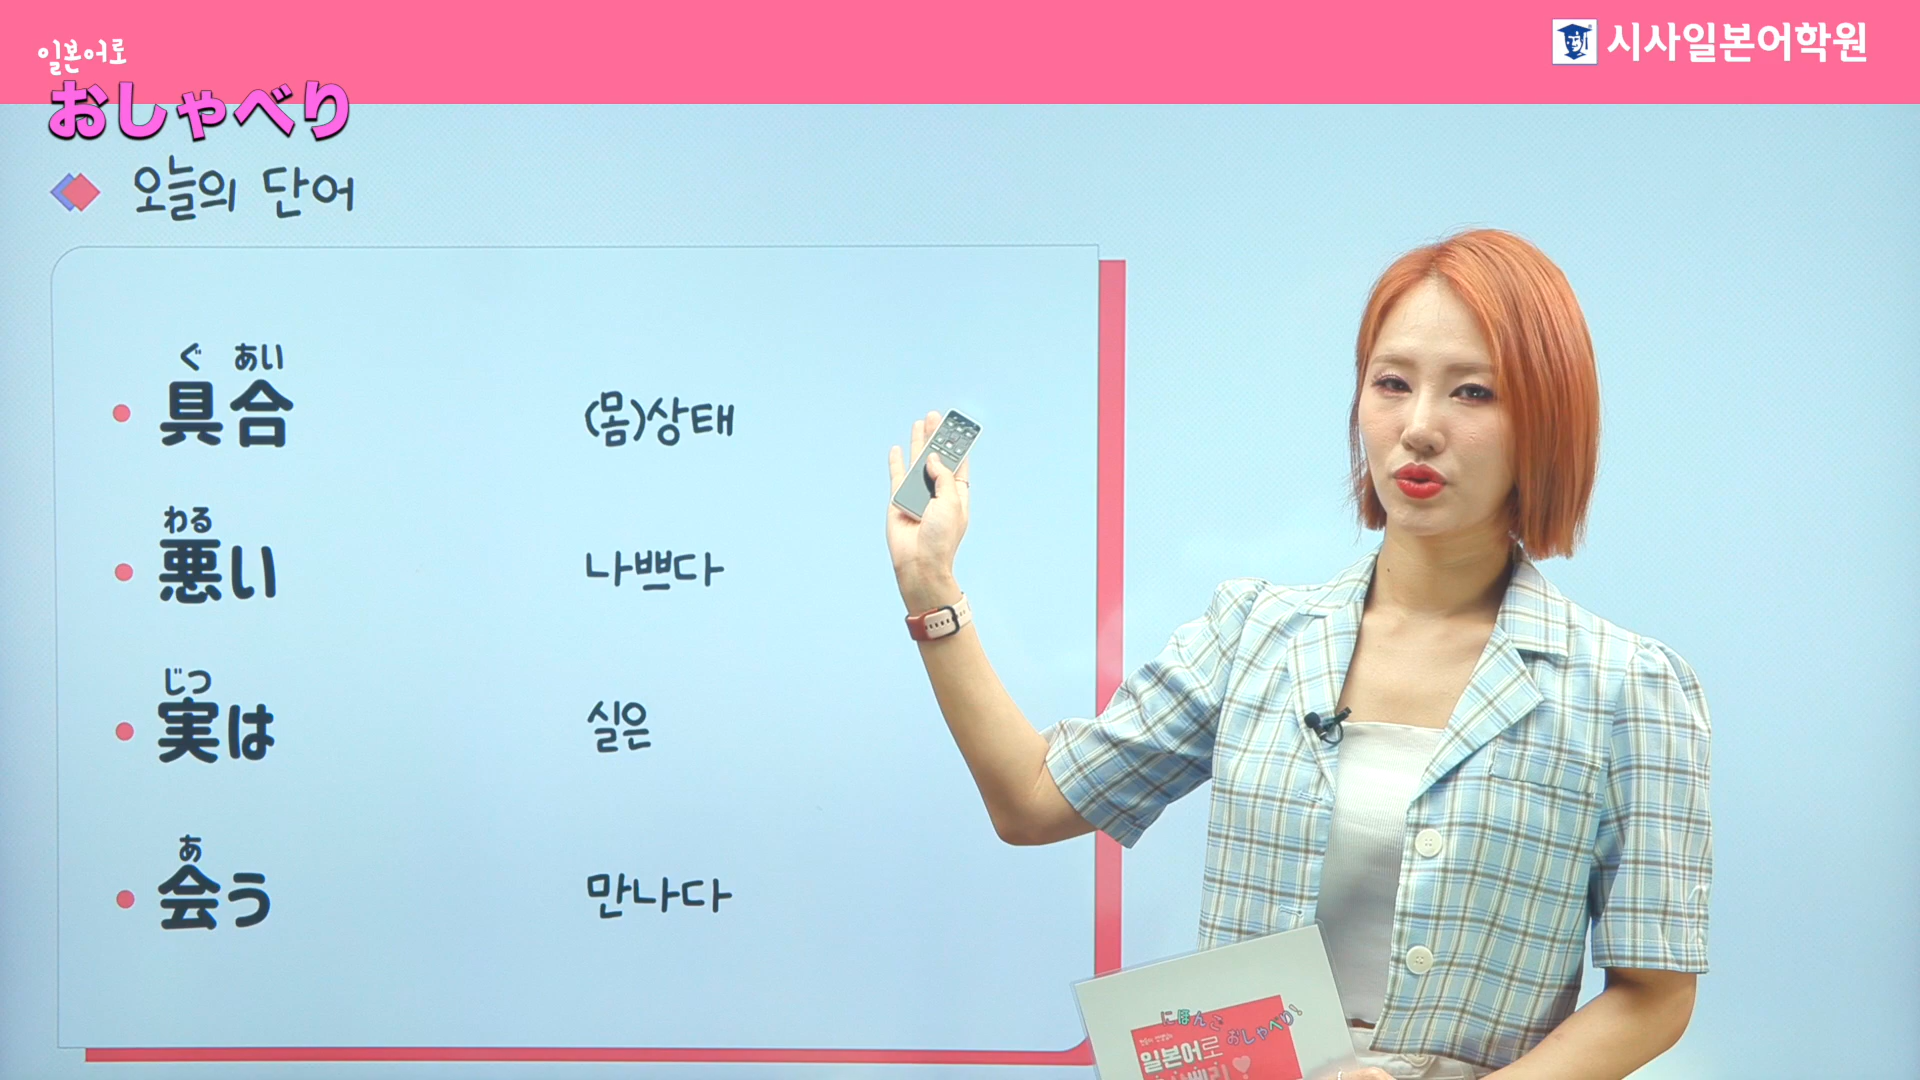 일본어로
おしゃべり
시사일본어학원
오늘의 단어
ぐ あい
具合 (몸)상태
わる
悪い 나쁘다
じつ
実は 실은
あ
会う 만나다
にほんご おしゃべり!
일본어로